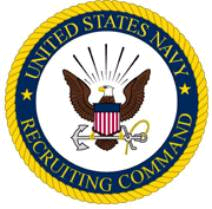 UNITED STATES NAVY
RECRUITING COMMAND